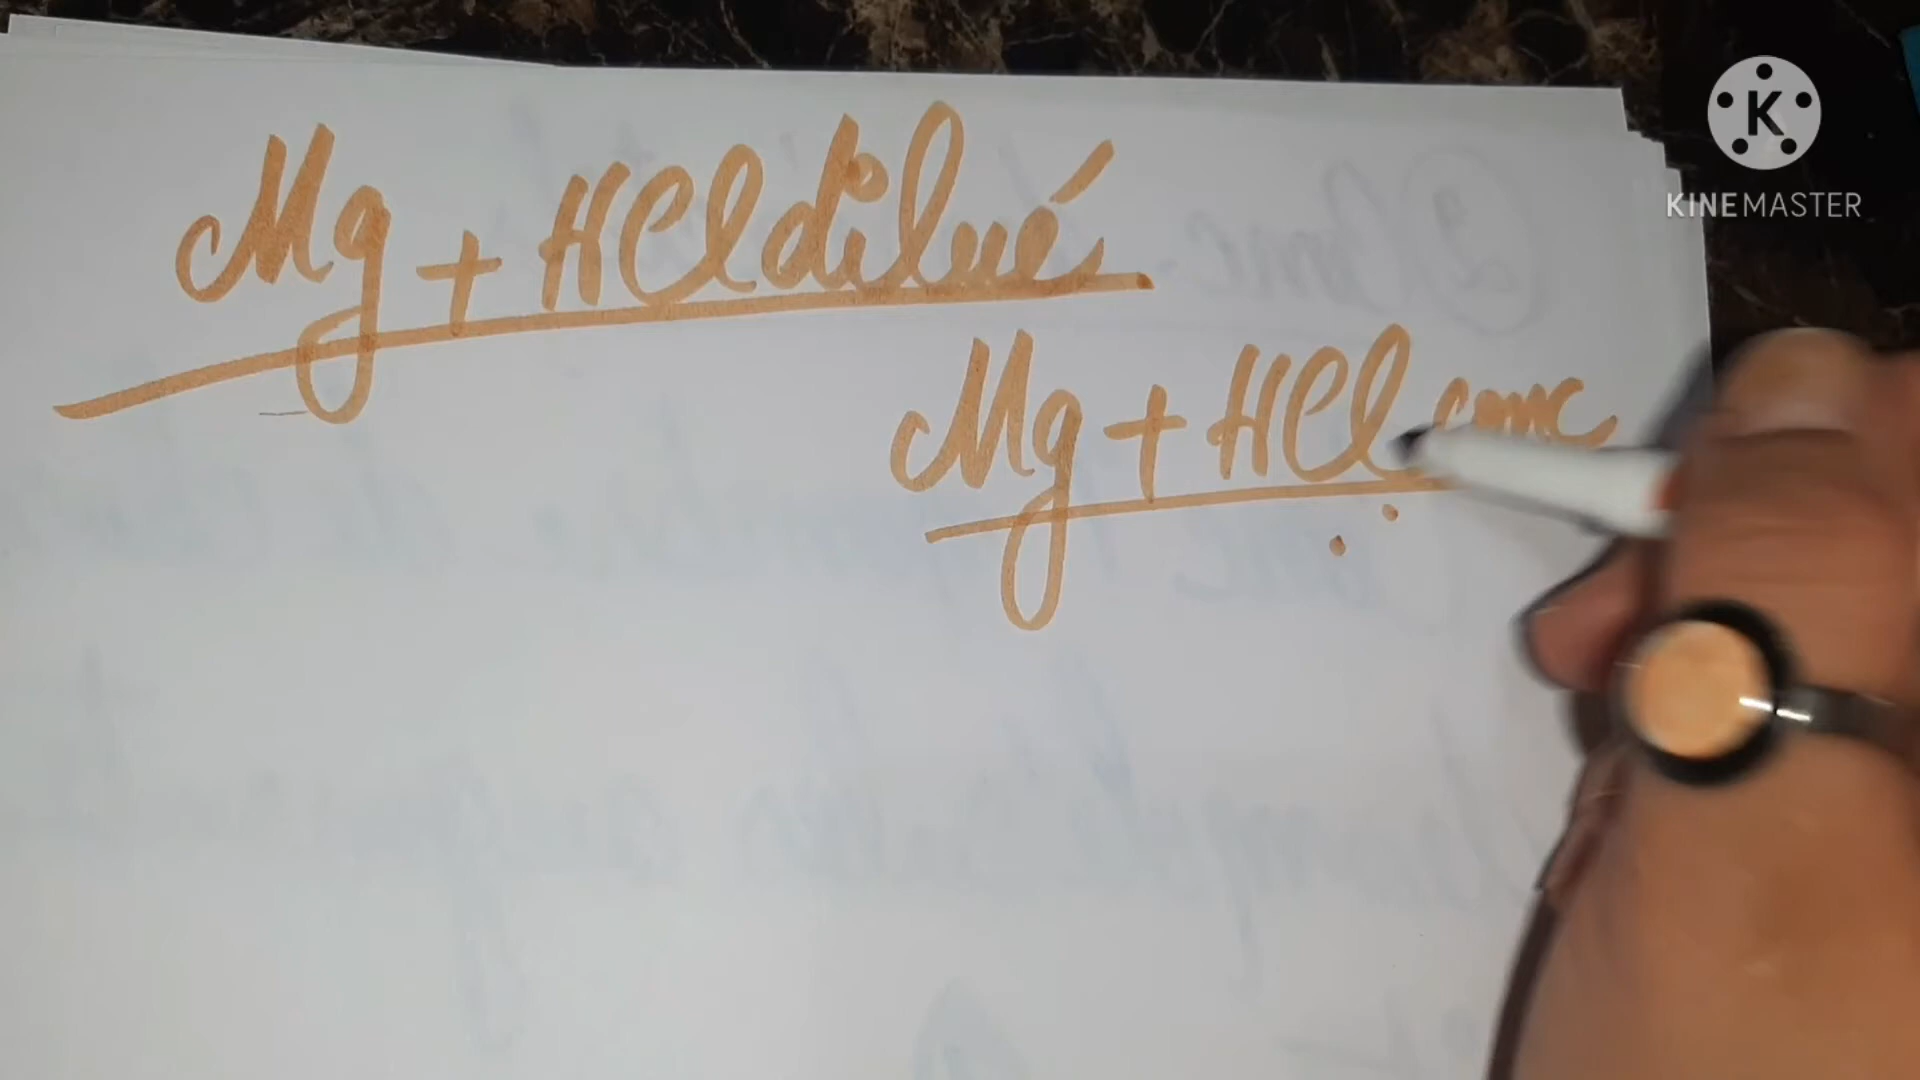 Mg + HCl dilué
Mg + HCl conc
K
KINEMASTER